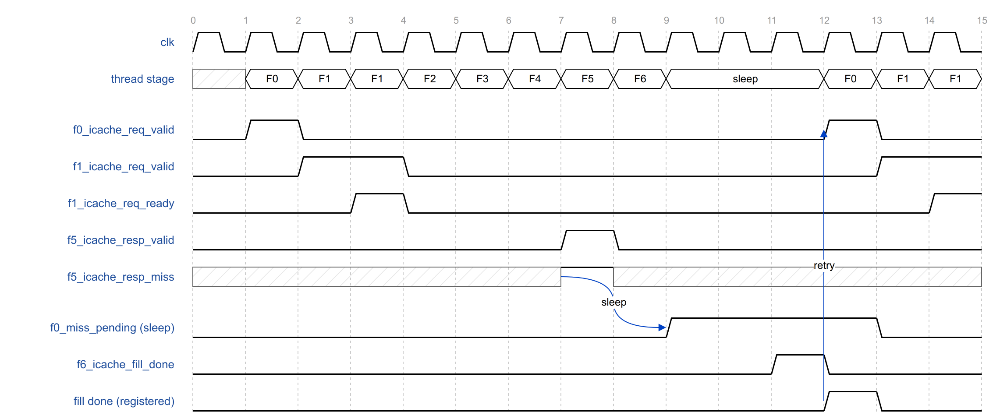 0 1 2 3 4 5 6 7 8 9 10 11 12 13 14 15
clk
thread stage F0 F1 F1 F2 F3 F4 F5 F6 sleep F0 F1 F1
f0_icache_req_valid
f1_icache_req_valid
f1_icache_req_ready
f5_icache_resp_valid
retry
f5_icache_resp_miss
sleep
f0_miss_pending (sleep)
f6_icache_fill_done
fill done (registered)